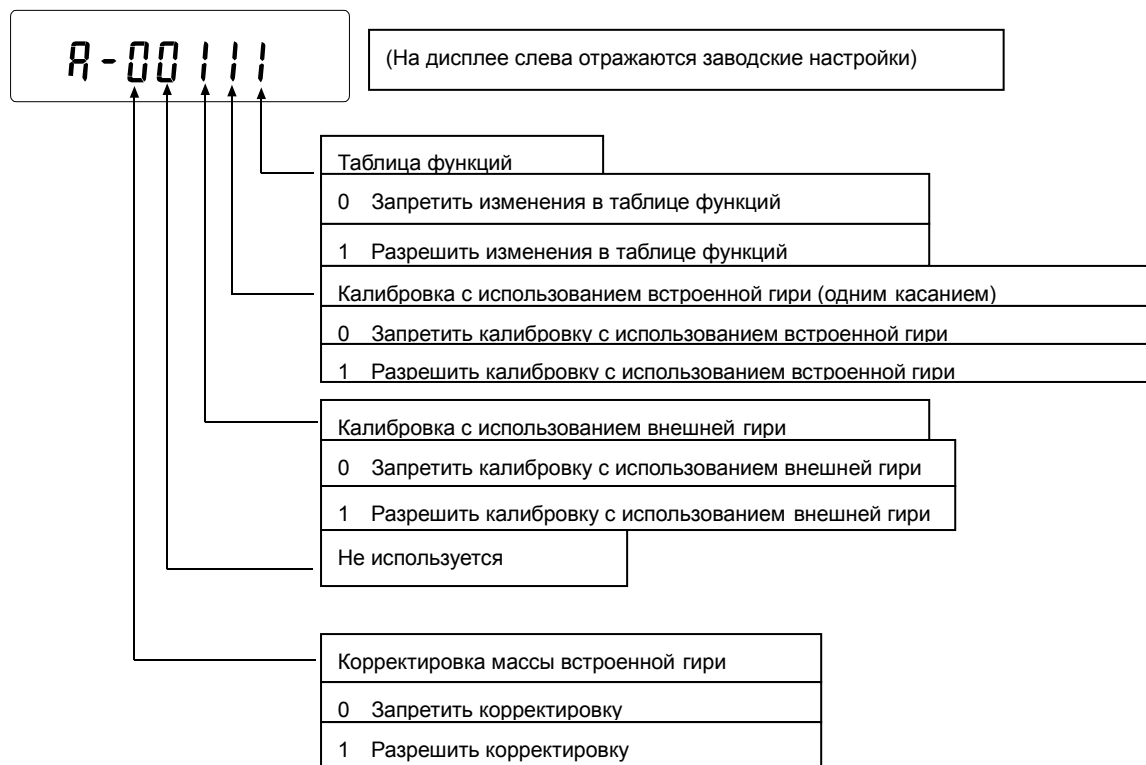 A-00111
(На дисплее слева отражаются заводские настройки)
Таблица функций
0 Запретить изменения в таблице функций
1 Разрешить изменения в таблице функций
Калибровка с использованием встроенной гири (одним касанием)
0 Запретить калибровку с использованием встроенной гири
1 Разрешить калибровку с использованием встроенной гири
Калибровка с использованием внешней гири
0 Запретить калибровку с использованием внешней гири
1 Разрешить калибровку с использованием внешней гири
Не используется
Корректировка массы встроенной гири
0 Запретить корректировку
1 Разрешить корректировку